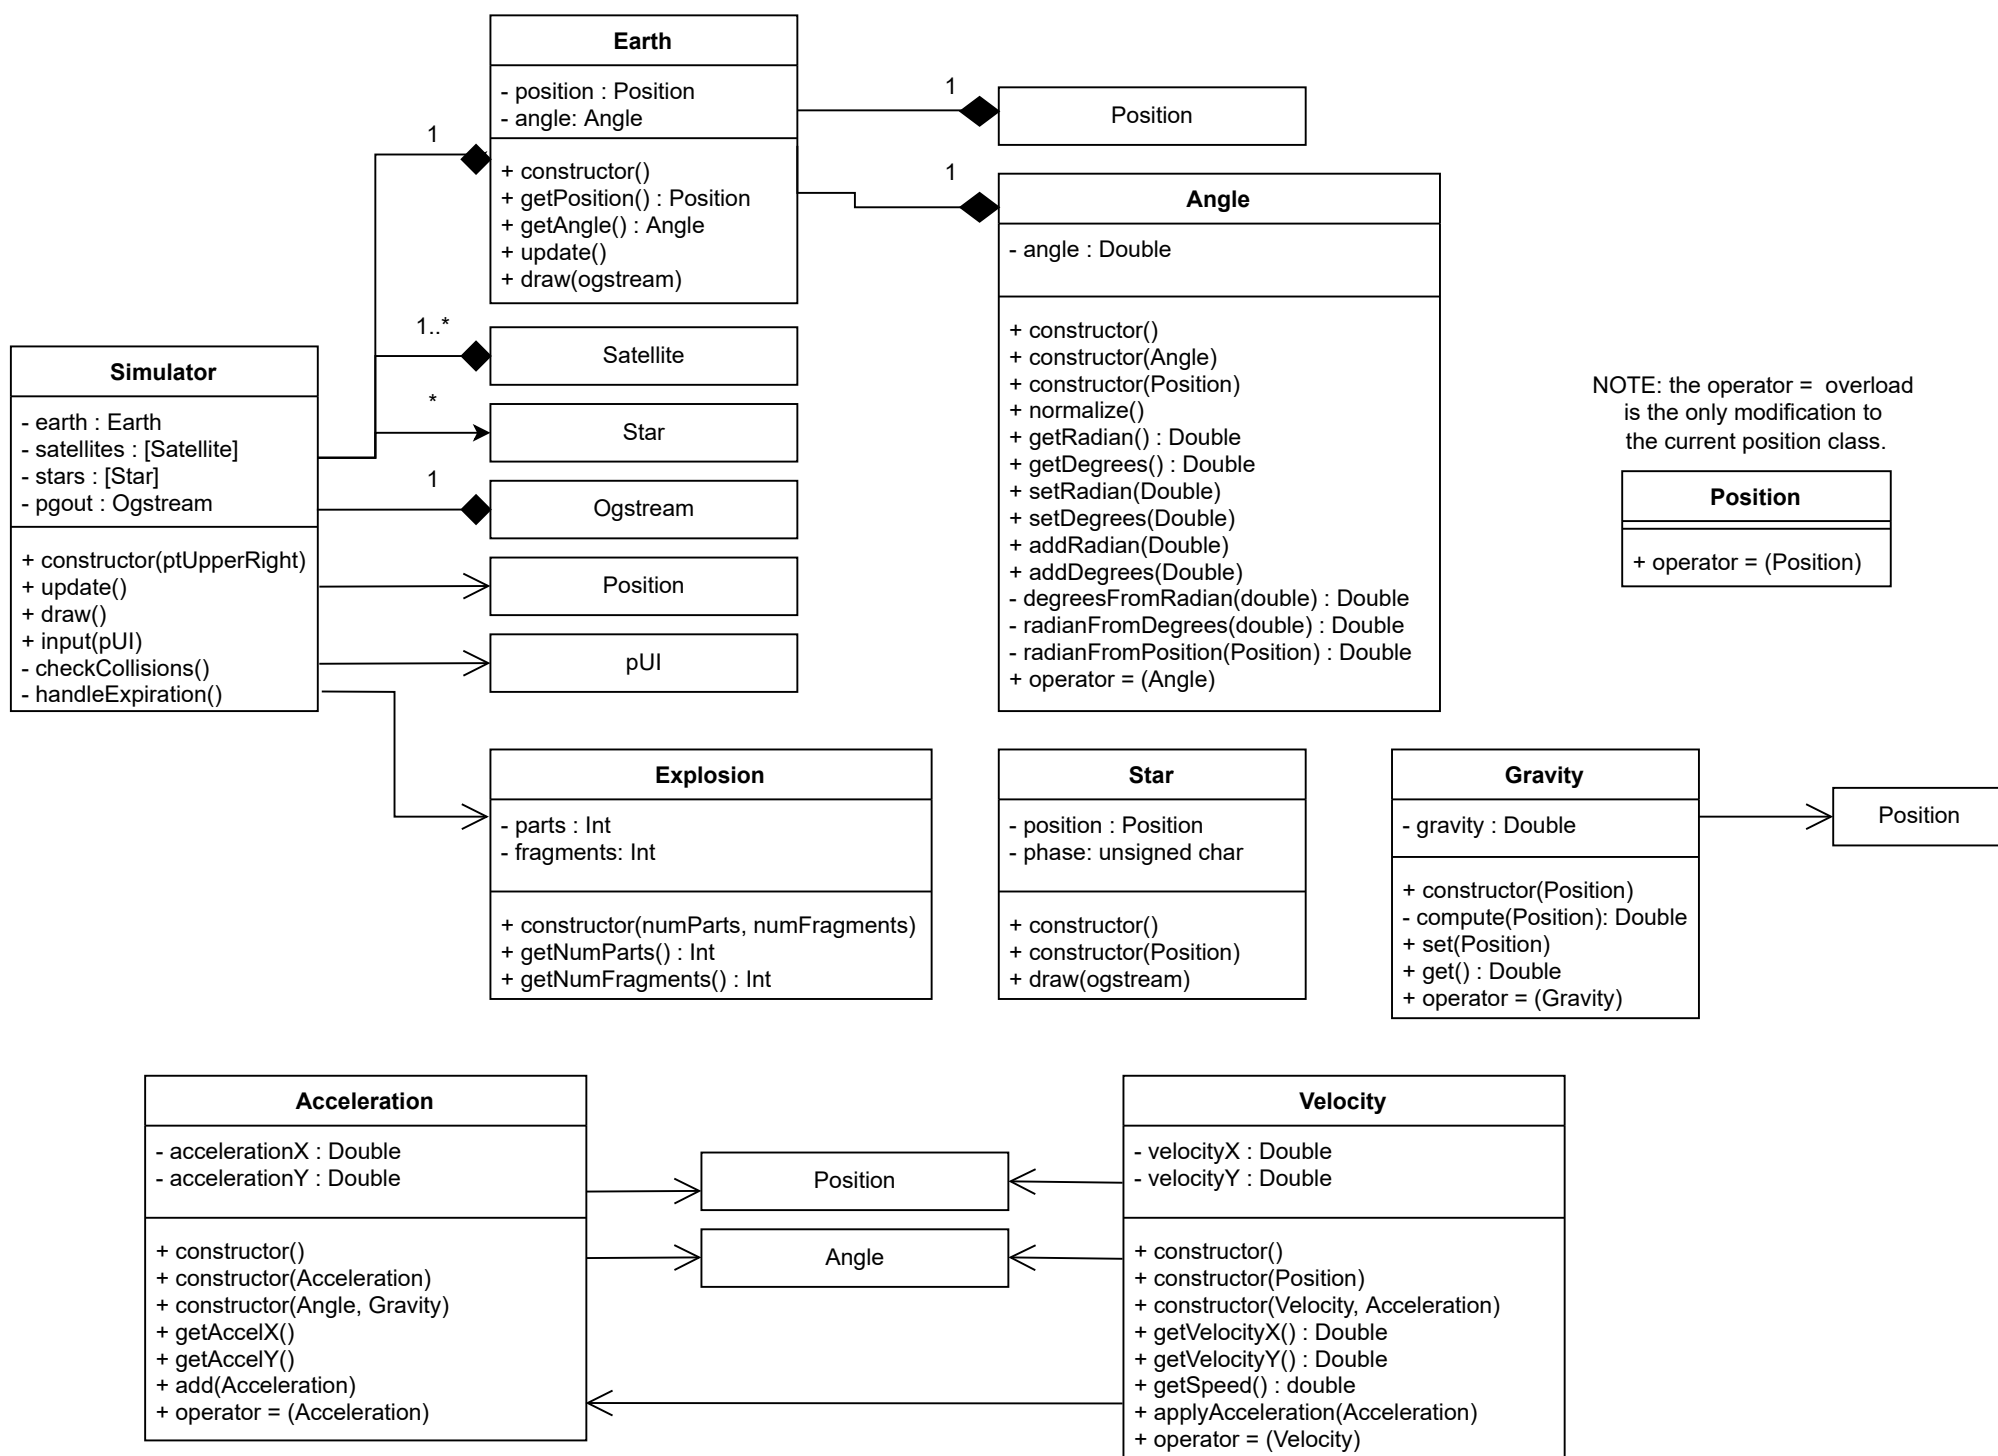 Earth
- position : Position
- angle: Angle
+ constructor()
+ getPosition() : Position
+ getAngle() : Angle
+ update()
+ draw(ogstream)
1
Position
1
1
Angle
- angle : Double
+ constructor()
+ constructor(Angle)
+ constructor(Position)
+ normalize()
+ getRadian() : Double
+ getDegrees() : Double
+ setRadian(Double)
+ setDegrees(Double)
+ addRadian(Double)
+ addDegrees(Double)
- degreesFromRadian(double) : Double
- radianFromDegrees(double) : Double
- radianFromPosition(Position) : Double
+ operator = (Angle)
Simulator
- earth : Earth
- satellites : [Satellite]
- stars : [Star]
- pgout : Ogstream
+ constructor(ptUpperRight)
+ update()
+ draw()
+ input(pUI)
- checkCollisions()
- handleExpiration()
1..*
Satellite
*
Star
1
Ogstream
Position
pUI
NOTE: the operator = overload
is the only modification to
the current position class.
Position
+ operator = (Position)
Explosion
- parts : Int
- fragments: Int
+ constructor(numParts, numFragments)
+ getNumParts() : Int
+ getNumFragments() : Int
Star
- position : Position
- phase: unsigned char
+ constructor()
+ constructor(Position)
+ draw(ogstream)
Gravity
- gravity : Double
+ constructor(Position)
- compute(Position): Double
+ set(Position)
+ get() : Double
+ operator = (Gravity)
Position
Acceleration
- accelerationX : Double
- accelerationY : Double
+ constructor()
+ constructor(Acceleration)
+ constructor(Angle, Gravity)
+ getAccelX()
+ getAccelY()
+ add(Acceleration)
+ operator = (Acceleration)
Position
Angle
Velocity
- velocityX : Double
- velocityY : Double
+ constructor()
+ constructor(Position)
+ constructor(Velocity, Acceleration)
+ getVelocityX() : Double
+ getVelocityY() : Double
+ getSpeed() : double
+ applyAcceleration(Acceleration)
+ operator = (Velocity)